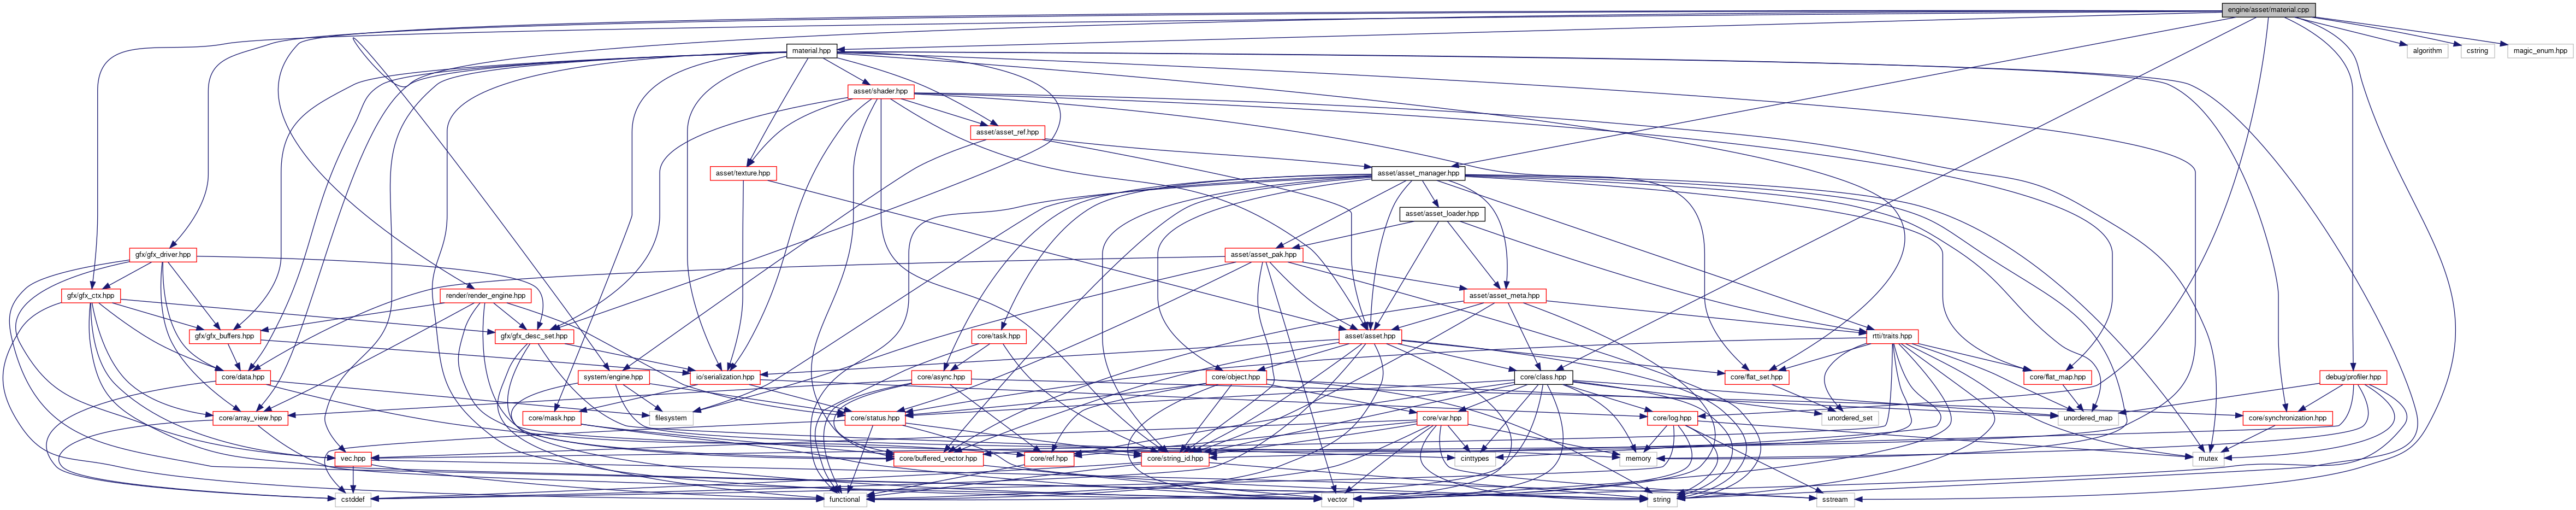 engine/asset/material.cpp
material.hpp
algorithm
cstring
magic_enum.hpp
asset/shader.hpp
asset/asset_ref.hpp
asset/texture.hpp
asset/asset_manager.hpp
asset/asset_loader.hpp
gfx/gfx_driver.hpp
asset/asset_pak.hpp
gfx/gfx_ctx.hpp
render/render_engine.hpp
asset/asset_meta.hpp
gfx/gfx_buffers.hpp
gfx/gfx_desc_set.hpp
core/task.hpp
asset/asset.hpp
rtti/traits.hpp
core/data.hpp
system/engine.hpp
io/serialization.hpp
core/async.hpp
core/object.hpp
core/class.hpp
core/flat_set.hpp
core/flat_map.hpp
debug/profiler.hpp
core/array_view.hpp
core/mask.hpp
filesystem
core/status.hpp
core/var.hpp
core/log.hpp
unordered_set
unordered_map
core/synchronization.hpp
vec.hpp
core/buffered_vector.hpp
core/ref.hpp
core/string_id.hpp
cinttypes
memory
mutex
cstddef
functional
vector
string
sstream